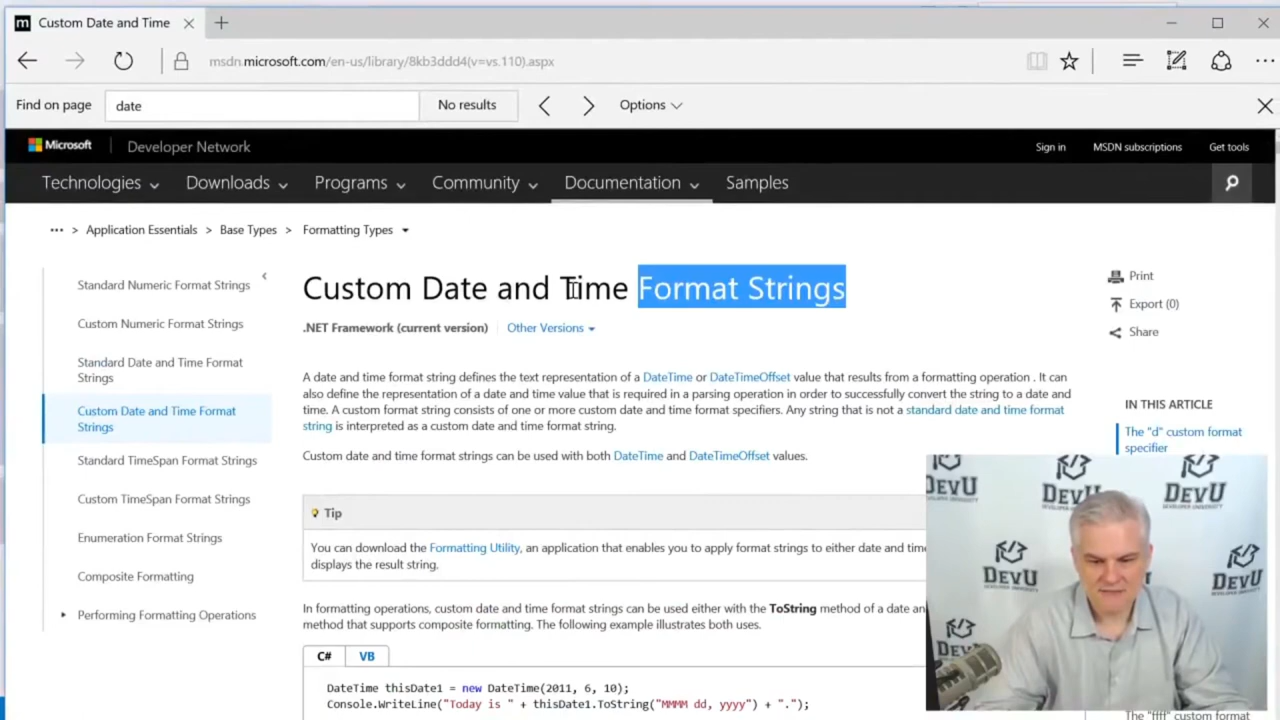 m Custom Date and Time
msdn.microsoft.com/en-us/library/8kb3ddd4(v=vs.110).aspx
Find on page date No results Options
Microsoft Developer Network Sign in MSDN subscriptions Get tools
Technologies Downloads Programs Community Documentation Samples
··· > Application Essentials > Base Types > Formatting Types
Standard Numeric Format Strings
Custom Numeric Format Strings
Standard Date and Time Format
Strings
Custom Date and Time Format
Strings
Standard TimeSpan Format Strings
Custom TimeSpan Format Strings
Enumeration Format Strings
Composite Formatting
Performing Formatting Operations
Custom Date and Time Format Strings
.NET Framework (current version) Other Versions
A date and time format string defines the text representation of a DateTime or DateTimeOffset value that results from a formatting operation . It can
also define the representation of a date and time value that is required in a parsing operation in order to successfully convert the string to a date and
time. A custom format string consists of one or more custom date and time format specifiers. Any string that is not a standard date and time format
string is interpreted as a custom date and time format string.
Custom date and time format strings can be used with both DateTime and DateTimeOffset values.
Tip
You can download the Formatting Utility, an application that enables you to apply format strings to either date and time
displays the result string.
In formatting operations, custom date and time format strings can be used either with the ToString method of a date and
method that supports composite formatting. The following example illustrates both uses.
C# VB
DateTime thisDate1 = new DateTime(2011, 6, 10);
Console.WriteLine("Today is " + thisDate1.ToString("MMMM dd, yyyy") + ".");
Print
Export (0)
Share
IN THIS ARTICLE
The "d" custom format
specifier
DEVU
DEVELOPER UNIVERSITY
DEVU
DEVELOPER UNIVERSITY
DEVU
DEVELOPER UNIVERSITY
DEVU
DEVELOPER UNIVERSITY
The "ffff" custom format